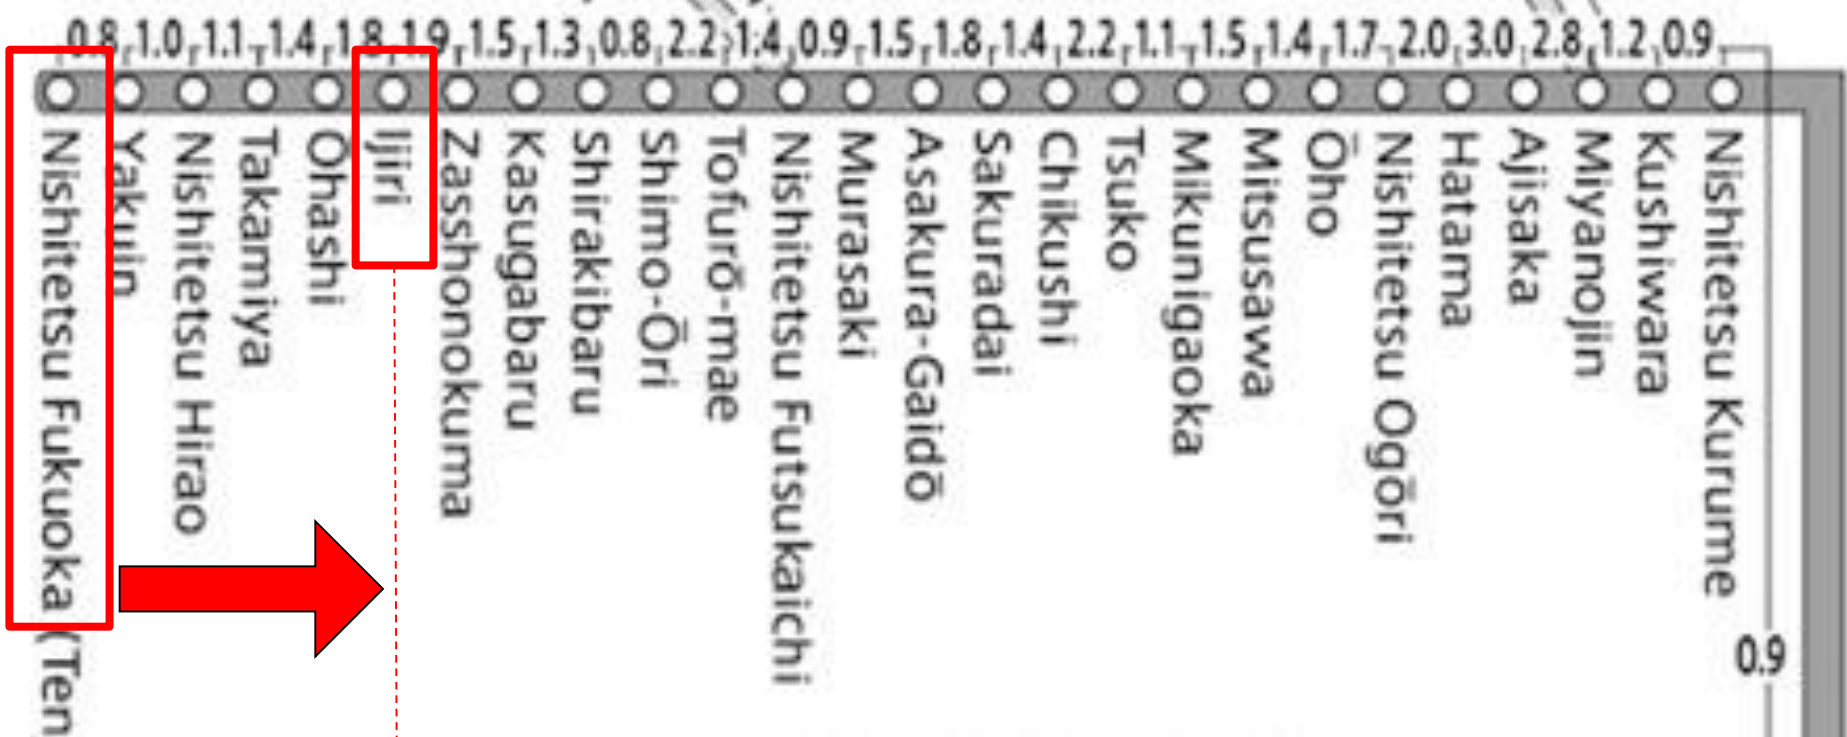 0.8 1.0 1.1 1.4 1.8 1.9 1.5 1.3 0.8 2.2 1.4 0.9 1.5 1.8 1.4 2.2 1.1 1.5 1.4 1.7 2.0 3.0 2.8 1.2 0.9
Nishitetsu Fukuoka (Ten
Yakuin
Nishitetsu Hirao
Takamiya
Ōhashi
Ijiri
Zasshonokuma
Kasugabaru
Shirakibaru
Shimo-Ōri
Tofurō-mae
Nishitetsu Futsukaichi
Murasaki
Asakura-Gaidō
Sakuradai
Chikushi
Tsuko
Mikunigaoka
Mitsusawa
Ōho
Nishitetsu Ogōri
Hatama
Ajisaka
Miyanojin
Kushiwara
Nishitetsu Kurume
0.9